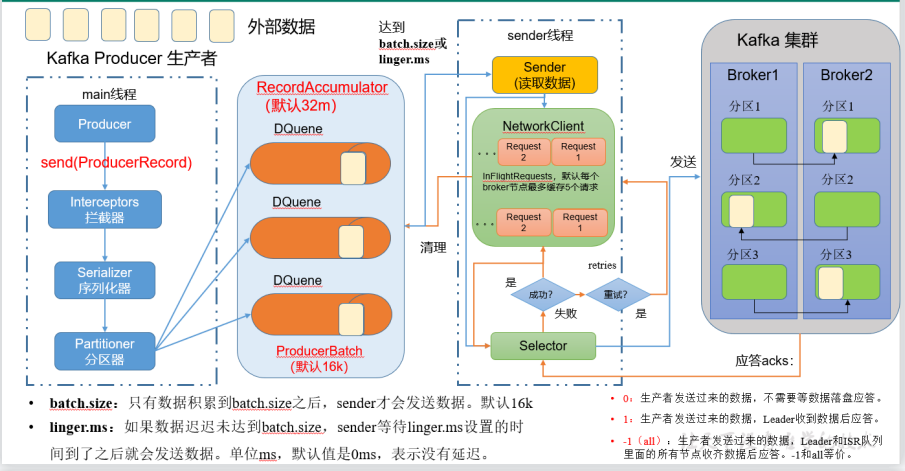 外部数据
Kafka Producer 生产者
main线程
Producer
send(ProducerRecord)
Interceptors
拦截器
Serializer
序列化器
Partitioner
分区器
RecordAccumulator
(默认32m)
DQuene
DQuene
DQuene
ProducerBatch
(默认16k)
达到
batch.size或
linger.ms
清理
sender线程
Sender
(读取数据)
NetworkClient
... Request 2 Request 1
InFlightRequests，默认每个
broker节点最多缓存5个请求
... Request 2 Request 1
是
成功?
失败
retries
重试?
是
Selector
发送
Kafka 集群
Broker1
分区1
分区2
分区3
Broker2
分区1
分区2
分区3
应答acks：
• batch.size：只有数据积累到batch.size之后，sender才会发送数据。默认16k
• linger.ms：如果数据迟迟未达到batch.size，sender等待linger.ms设置的时
间到了之后就会发送数据。单位ms，默认值是0ms，表示没有延迟。
• 0：生产者发送过来的数据，不需要等数据落盘应答。
• 1：生产者发送过来的数据，Leader收到数据后应答。
• -1（all）：生产者发送过来的数据，Leader和ISR队列
里面的所有节点收齐数据后应答。-1和all等价。